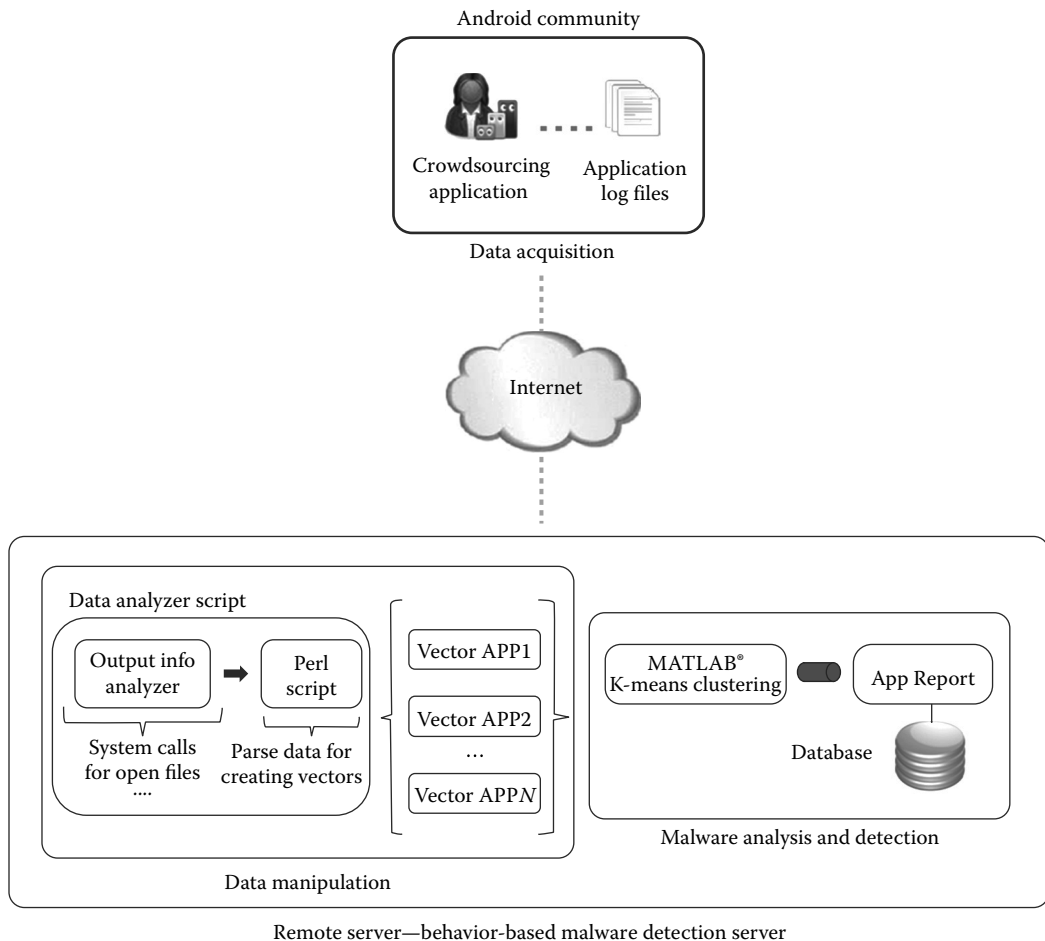 Android community
Crowdsourcing
application
Application
log files
Data acquisition
Internet
Data analyzer script
Output info
analyzer
Perl
script
System calls
for open files
....
Parse data for
creating vectors
Vector APP1
Vector APP2
...
Vector APPN
Data manipulation
MATLAB®
K-means clustering
App Report
Database
Malware analysis and detection
Remote server—behavior-based malware detection server